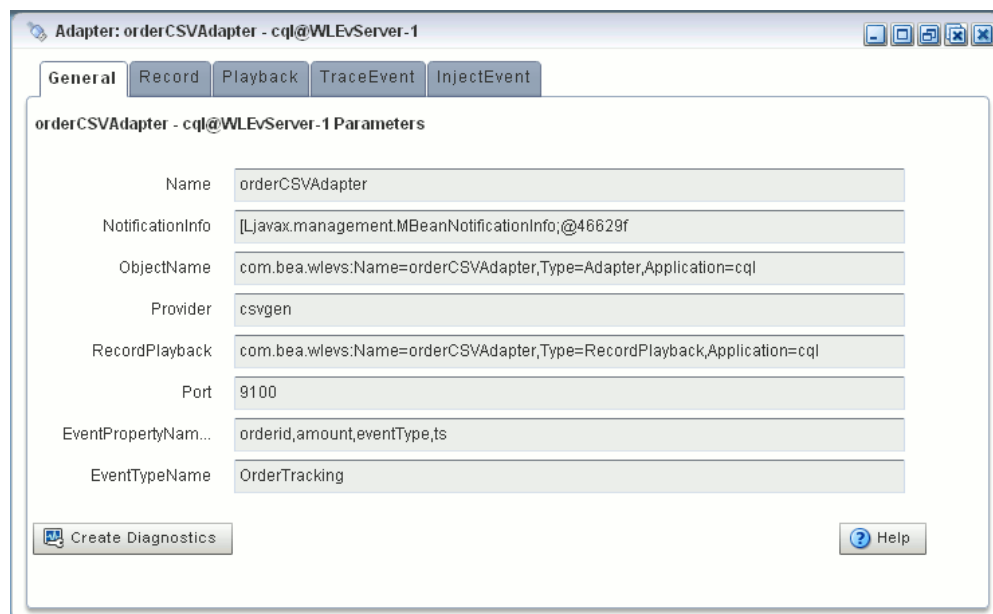 Adapter: orderCSVAdapter - cql@WLEvServer-1
General Record Playback TraceEvent InjectEvent
orderCSVAdapter - cql@WLEvServer-1 Parameters
Name orderCSVAdapter
NotificationInfo [Ljavax.management.MBeanNotificationInfo;@46629f
ObjectName com.bea.wlevs:Name=orderCSVAdapter,Type=Adapter,Application=cql
Provider csvgen
RecordPlayback com.bea.wlevs:Name=orderCSVAdapter,Type=RecordPlayback,Application=cql
Port 9100
EventPropertyNam... orderid,amount,eventType,ts
EventTypeName OrderTracking
Create Diagnostics Help